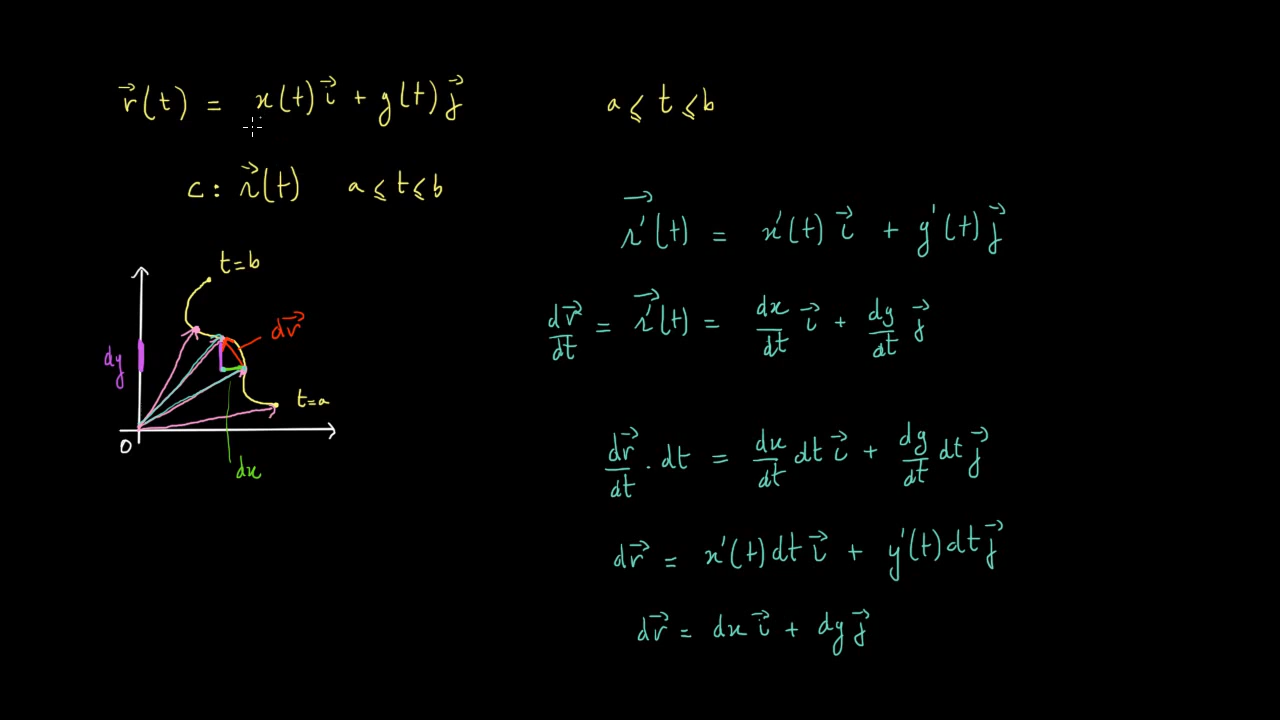 r⃗(t) = x(t) i⃗ + y(t) j⃗     a ≤ t ≤ b
c: r⃗(t)   a ≤ t ≤ b
r⃗'(t) = x'(t) i⃗ + y'(t) j⃗
t=b
dr⃗
dy
t=a
0
dx
dr⃗/dt = r⃗'(t) = dx/dt i⃗ + dy/dt j⃗
dr⃗/dt . dt = dx/dt dt i⃗ + dy/dt dt j⃗
dr⃗ = x'(t) dt i⃗ + y'(t) dt j⃗
dr⃗ = dx i⃗ + dy j⃗